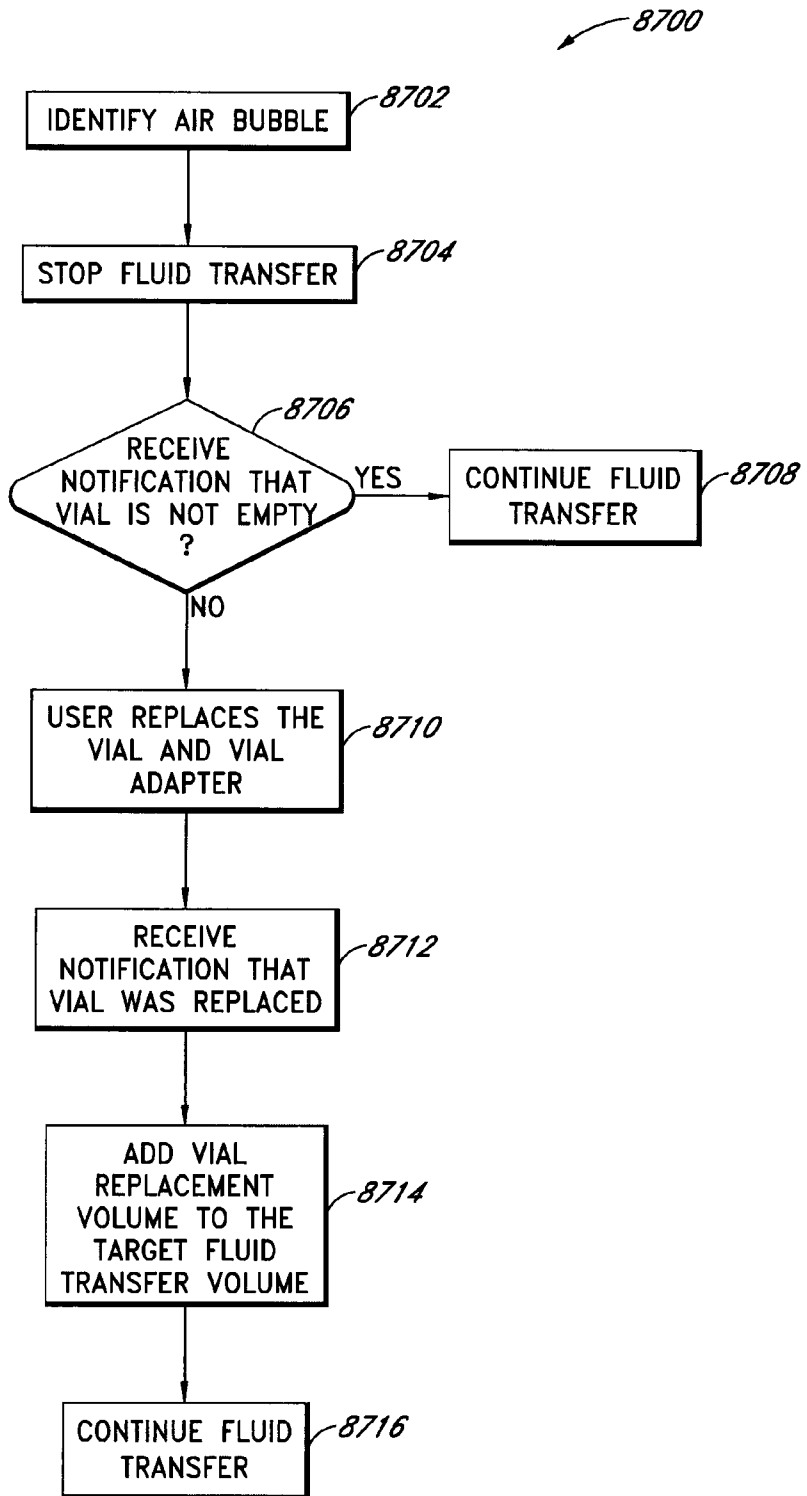 8700
IDENTIFY AIR BUBBLE
8702
STOP FLUID TRANSFER
8704
8706
RECEIVE
NOTIFICATION THAT
VIAL IS NOT EMPTY
?
YES
CONTINUE FLUID
TRANSFER
8708
NO
USER REPLACES THE
VIAL AND VIAL
ADAPTER
8710
RECEIVE
NOTIFICATION THAT
VIAL WAS REPLACED
8712
ADD VIAL
REPLACEMENT
VOLUME TO THE
TARGET FLUID
TRANSFER VOLUME
8714
CONTINUE FLUID
TRANSFER
8716